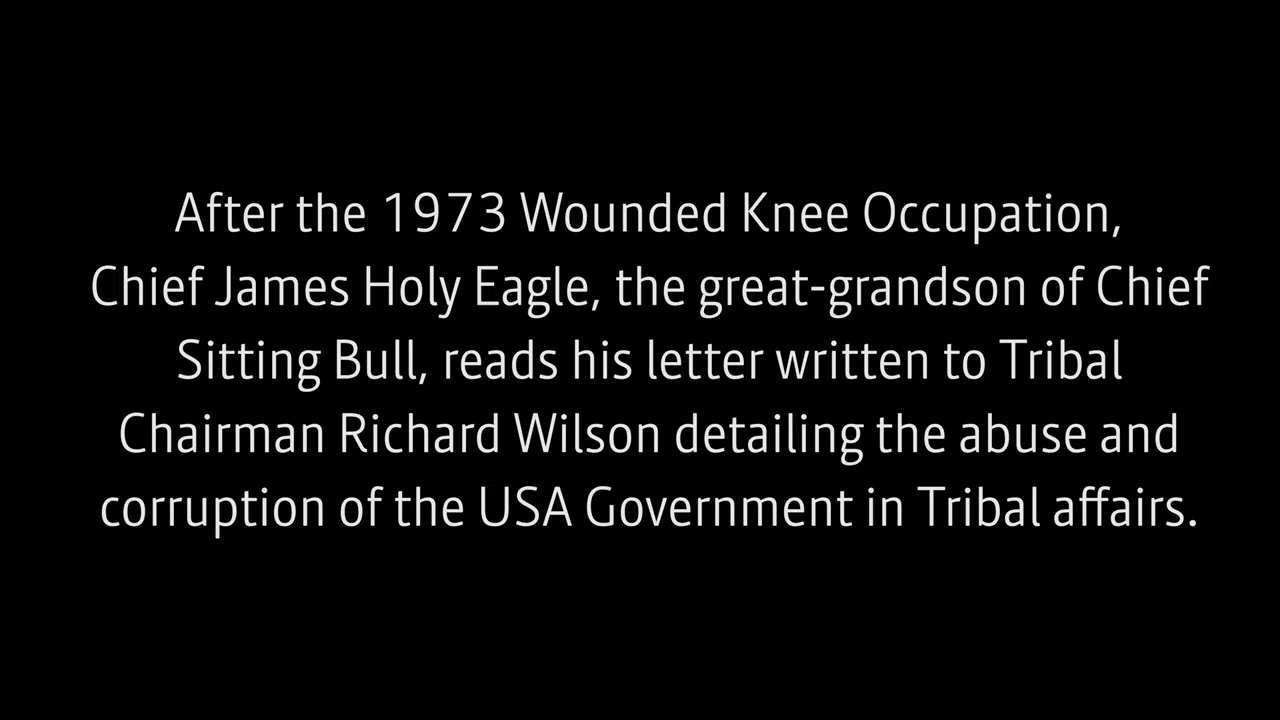 After the 1973 Wounded Knee Occupation,
Chief James Holy Eagle, the great-grandson of Chief
Sitting Bull, reads his letter written to Tribal
Chairman Richard Wilson detailing the abuse and
corruption of the USA Government in Tribal affairs.